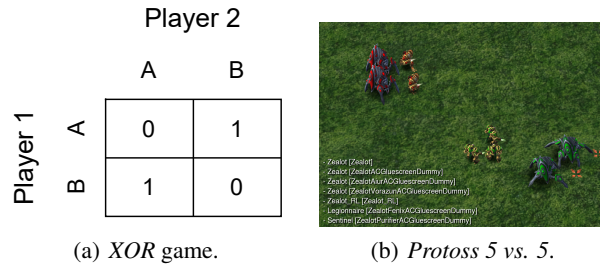 Player 2
A B
Player 1
A 0 1
B 1 0
(a) XOR game.
- Zealot [Zealot]
- Zealot [ZealotACGluescreenDummy]
- Zealot [ZealotAiurACGluescreenDummy]
- Zealot [ZealotVorazunACGluescreenDummy]
- Zealot_RL [Zealot_RL]
- Legionnaire [ZealotFenixACGluescreenDummy]
- Sentinel [ZealotPurifierACGluescreenDummy]
(b) Protoss 5 vs. 5.